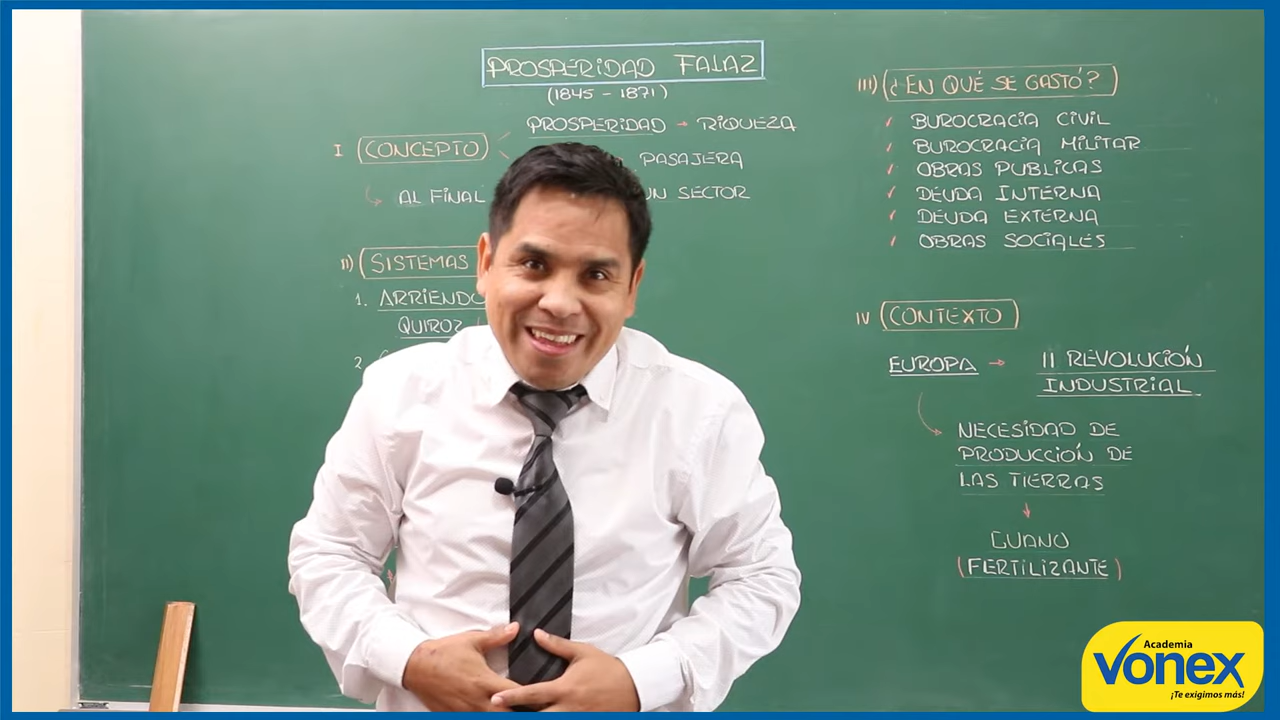 PROSPERIDAD FALAZ
(1845 - 1871)
I (CONCEPTO)
PROSPERIDAD → RIQUEZA
PASAJERA
AL FINAL UN SECTOR
II) (SISTEMAS
1. ARRIENDO
QUIROZ
2.
III) (¿EN QUÉ SE GASTÓ?)
BUROCRACIA CIVIL
BUROCRACIA MILITAR
OBRAS PUBLICAS
DEUDA INTERNA
DEUDA EXTERNA
OBRAS SOCIALES
IV (CONTEXTO)
EUROPA → II REVOLUCIÓN
INDUSTRIAL
NECESIDAD DE
PRODUCCIÓN DE
LAS TIERRAS
GUANO
(FERTILIZANTE)
Academia
Vonex
¡Te exigimos más!